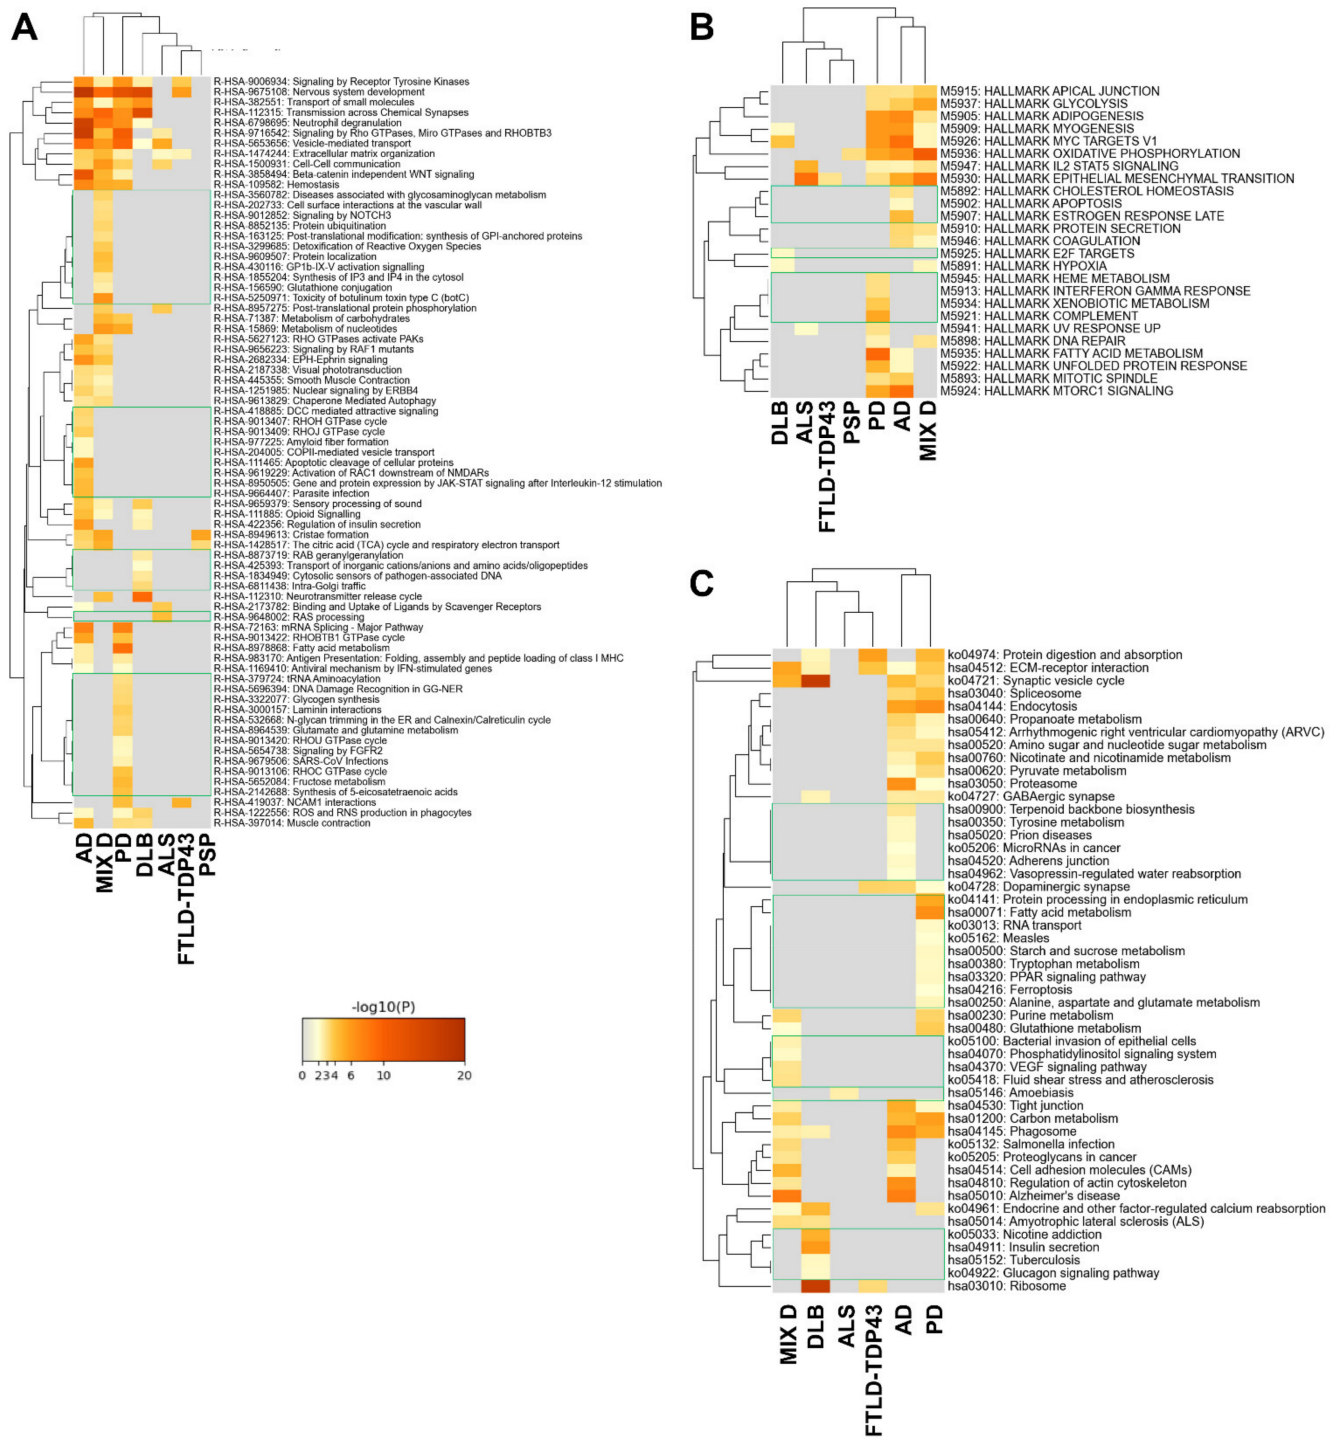 A
R-HSA-9006934: Signaling by Receptor Tyrosine Kinases
R-HSA-9675108: Nervous system development
R-HSA-382551: Transport of small molecules
R-HSA-112315: Transmission across Chemical Synapses
R-HSA-6798695: Neutrophil degranulation
R-HSA-9716542: Signaling by Rho GTPases, Miro GTPases and RHOBTB3
R-HSA-5653656: Vesicle-mediated transport
R-HSA-1474244: Extracellular matrix organization
R-HSA-1500931: Cell-Cell communication
R-HSA-3858494: Beta-catenin independent WNT signaling
R-HSA-109582: Hemostasis
R-HSA-3560782: Diseases associated with glycosaminoglycan metabolism
R-HSA-202733: Cell surface interactions at the vascular wall
R-HSA-9012852: Signaling by NOTCH3
R-HSA-8852135: Protein ubiquitination
R-HSA-163125: Post-translational modification: synthesis of GPI-anchored proteins
R-HSA-3299685: Detoxification of Reactive Oxygen Species
R-HSA-9609507: Protein localization
R-HSA-430116: GP1b-IX-V activation signalling
R-HSA-1855204: Synthesis of IP3 and IP4 in the cytosol
R-HSA-156590: Glutathione conjugation
R-HSA-5250971: Toxicity of botulinum toxin type C (botC)
R-HSA-8957275: Post-translational protein phosphorylation
R-HSA-71387: Metabolism of carbohydrates
R-HSA-15869: Metabolism of nucleotides
R-HSA-5627123: RHO GTPases activate PAKs
R-HSA-9656223: Signaling by RAF1 mutants
R-HSA-2682334: EPH-Ephrin signaling
R-HSA-2187338: Visual phototransduction
R-HSA-445355: Smooth Muscle Contraction
R-HSA-1251985: Nuclear signaling by ERBB4
R-HSA-9613829: Chaperone Mediated Autophagy
R-HSA-418885: DCC mediated attractive signaling
R-HSA-9013407: RHOH GTPase cycle
R-HSA-9013409: RHOJ GTPase cycle
R-HSA-977225: Amyloid fiber formation
R-HSA-204005: COPII-mediated vesicle transport
R-HSA-111465: Apoptotic cleavage of cellular proteins
R-HSA-9619229: Activation of RAC1 downstream of NMDARs
R-HSA-8950505: Gene and protein expression by JAK-STAT signaling after Interleukin-12 stimulation
R-HSA-9664407: Parasite infection
R-HSA-9659379: Sensory processing of sound
R-HSA-111885: Opioid Signalling
R-HSA-422356: Regulation of insulin secretion
R-HSA-8949613: Cristae formation
R-HSA-1428517: The citric acid (TCA) cycle and respiratory electron transport
R-HSA-8873719: RAB geranylgeranylation
R-HSA-425393: Transport of inorganic cations/anions and amino acids/oligopeptides
R-HSA-1834949: Cytosolic sensors of pathogen-associated DNA
R-HSA-6811438: Intra-Golgi traffic
R-HSA-112310: Neurotransmitter release cycle
R-HSA-2173782: Binding and Uptake of Ligands by Scavenger Receptors
R-HSA-9648002: RAS processing
R-HSA-72163: mRNA Splicing - Major Pathway
R-HSA-9013422: RHOBTB1 GTPase cycle
R-HSA-8978868: Fatty acid metabolism
R-HSA-983170: Antigen Presentation: Folding, assembly and peptide loading of class I MHC
R-HSA-1169410: Antiviral mechanism by IFN-stimulated genes
R-HSA-379724: tRNA Aminoacylation
R-HSA-5696394: DNA Damage Recognition in GG-NER
R-HSA-3322077: Glycogen synthesis
R-HSA-3000157: Laminin interactions
R-HSA-532668: N-glycan trimming in the ER and Calnexin/Calreticulin cycle
R-HSA-8964539: Glutamate and glutamine metabolism
R-HSA-9013420: RHOU GTPase cycle
R-HSA-5654738: Signaling by FGFR2
R-HSA-9679506: SARS-CoV Infections
R-HSA-9013106: RHOC GTPase cycle
R-HSA-5652084: Fructose metabolism
R-HSA-2142688: Synthesis of 5-eicosatetraenoic acids
R-HSA-419037: NCAM1 interactions
R-HSA-1222556: ROS and RNS production in phagocytes
R-HSA-397014: Muscle contraction
AD
MIX D
PD
DLB
ALS
FTLD-TDP43
PSP
-log10(P)
0 2 3 4 6 10 20
B
M5915: HALLMARK APICAL JUNCTION
M5937: HALLMARK GLYCOLYSIS
M5905: HALLMARK ADIPOGENESIS
M5909: HALLMARK MYOGENESIS
M5926: HALLMARK MYC TARGETS V1
M5936: HALLMARK OXIDATIVE PHOSPHORYLATION
M5947: HALLMARK IL2 STAT5 SIGNALING
M5930: HALLMARK EPITHELIAL MESENCHYMAL TRANSITION
M5892: HALLMARK CHOLESTEROL HOMEOSTASIS
M5902: HALLMARK APOPTOSIS
M5907: HALLMARK ESTROGEN RESPONSE LATE
M5910: HALLMARK PROTEIN SECRETION
M5946: HALLMARK COAGULATION
M5925: HALLMARK E2F TARGETS
M5891: HALLMARK HYPOXIA
M5945: HALLMARK HEME METABOLISM
M5913: HALLMARK INTERFERON GAMMA RESPONSE
M5934: HALLMARK XENOBIOTIC METABOLISM
M5921: HALLMARK COMPLEMENT
M5941: HALLMARK UV RESPONSE UP
M5898: HALLMARK DNA REPAIR
M5935: HALLMARK FATTY ACID METABOLISM
M5922: HALLMARK UNFOLDED PROTEIN RESPONSE
M5893: HALLMARK MITOTIC SPINDLE
M5924: HALLMARK MTORC1 SIGNALING
DLB
ALS
FTLD-TDP43
PSP
PD
AD
MIX D
C
ko04974: Protein digestion and absorption
hsa04512: ECM-receptor interaction
ko04721: Synaptic vesicle cycle
hsa03040: Spliceosome
hsa04144: Endocytosis
hsa00640: Propanoate metabolism
hsa05412: Arrhythmogenic right ventricular cardiomyopathy (ARVC)
hsa00520: Amino sugar and nucleotide sugar metabolism
hsa00760: Nicotinate and nicotinamide metabolism
hsa00620: Pyruvate metabolism
hsa03050: Proteasome
ko04727: GABAergic synapse
hsa00900: Terpenoid backbone biosynthesis
hsa00350: Tyrosine metabolism
hsa05020: Prion diseases
ko05206: MicroRNAs in cancer
hsa04520: Adherens junction
hsa04962: Vasopressin-regulated water reabsorption
ko04728: Dopaminergic synapse
ko04141: Protein processing in endoplasmic reticulum
hsa00071: Fatty acid metabolism
ko03013: RNA transport
ko05162: Measles
hsa00500: Starch and sucrose metabolism
hsa00380: Tryptophan metabolism
hsa03320: PPAR signaling pathway
hsa04216: Ferroptosis
hsa00250: Alanine, aspartate and glutamate metabolism
hsa00230: Purine metabolism
hsa00480: Glutathione metabolism
ko05100: Bacterial invasion of epithelial cells
hsa04070: Phosphatidylinositol signaling system
hsa04370: VEGF signaling pathway
ko05418: Fluid shear stress and atherosclerosis
hsa05146: Amoebiasis
hsa04530: Tight junction
hsa01200: Carbon metabolism
hsa04145: Phagosome
ko05132: Salmonella infection
ko05205: Proteoglycans in cancer
hsa04514: Cell adhesion molecules (CAMs)
hsa04810: Regulation of actin cytoskeleton
hsa05010: Alzheimer's disease
ko04961: Endocrine and other factor-regulated calcium reabsorption
hsa05014: Amyotrophic lateral sclerosis (ALS)
ko05033: Nicotine addiction
hsa04911: Insulin secretion
hsa05152: Tuberculosis
ko04922: Glucagon signaling pathway
hsa03010: Ribosome
MIX D
DLB
ALS
FTLD-TDP43
AD
PD